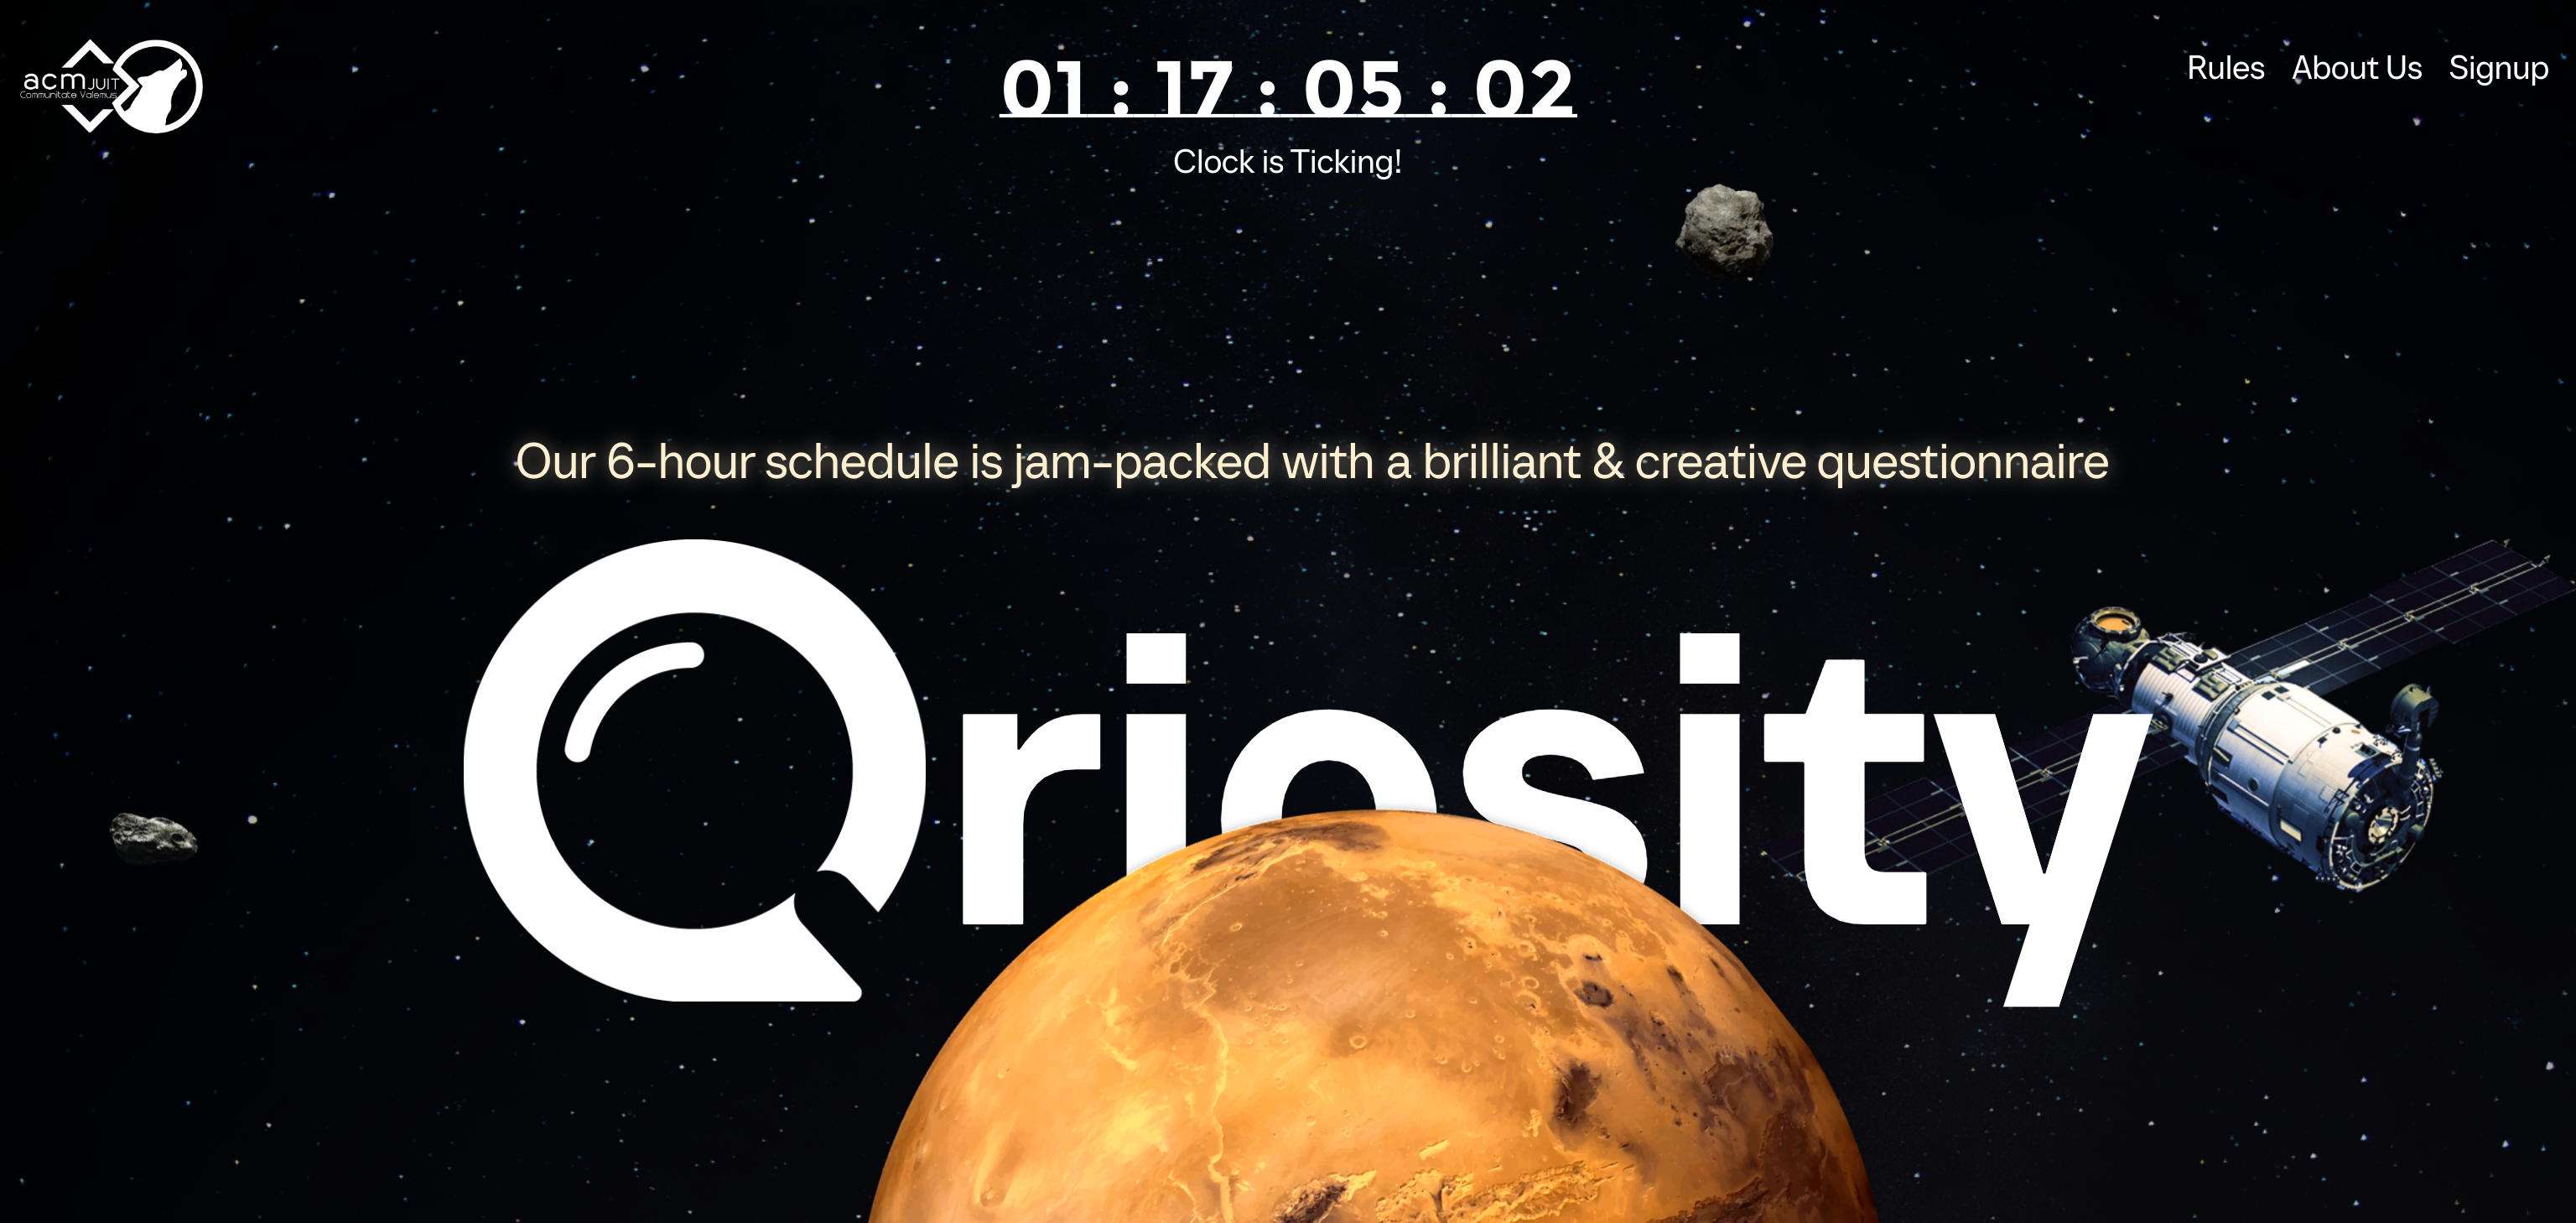 acm JUIT
Communitate Valemus
01 : 17 : 05 : 02
Clock is Ticking!
Rules About Us Signup
Our 6-hour schedule is jam-packed with a brilliant & creative questionnaire
Qriosity